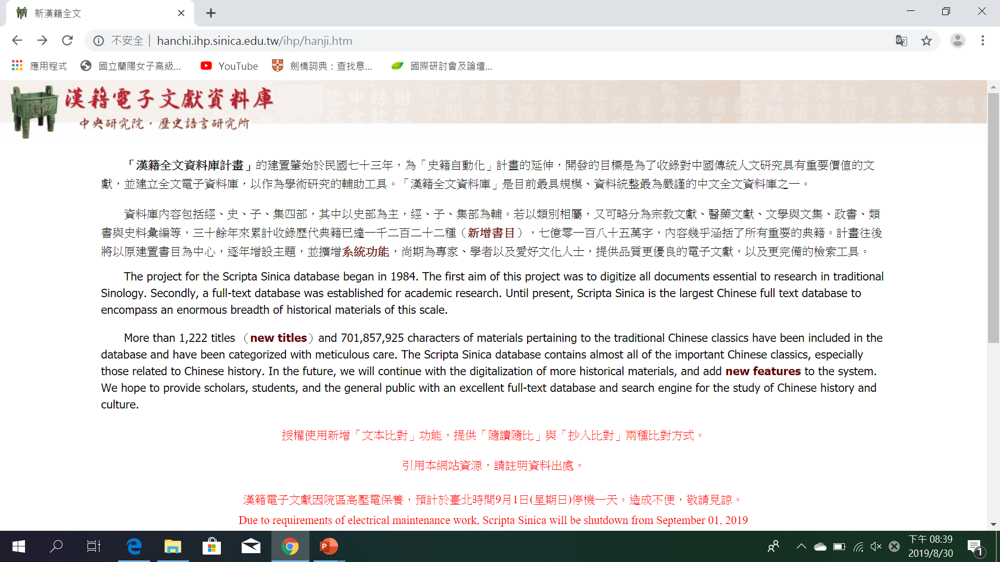 新漢籍全文
不安全 hanchi.ihp.sinica.edu.tw/ihp/hanji.htm
應用程式 國立蘭陽女子高級... YouTube 劍橋詞典：查找意... 國際研討會及論壇...
漢籍電子文獻資料庫
中央研究院・歷史語言研究所
「漢籍全文資料庫計畫」的建置肇始於民國七十三年，為「史籍自動化」計畫的延伸，開發的目標是為了收錄對中國傳統人文研究具有重要價值的文
獻，並建立全文電子資料庫，以作為學術研究的輔助工具。「漢籍全文資料庫」是目前最具規模、資料統整最為嚴謹的中文全文資料庫之一。
資料庫內容包括經、史、子、集四部，其中以史部為主，經、子、集部為輔。若以類別相屬，又可略分為宗教文獻、醫藥文獻、文學與文集、政書、類
書與史料彙編等，三十餘年來累計收錄歷代典籍已達一千二百二十二種（新增書目），七億零一百八十五萬字，內容幾乎涵括了所有重要的典籍。計畫往後
將以原建置書目為中心，逐年增設主題，並擴增系統功能，尚期為專家、學者以及愛好文化人士，提供品質更優良的電子文獻，以及更完備的檢索工具。
The project for the Scripta Sinica database began in 1984. The first aim of this project was to digitize all documents essential to research in traditional
Sinology. Secondly, a full-text database was established for academic research. Until present, Scripta Sinica is the largest Chinese full text database to
encompass an enormous breadth of historical materials of this scale.
More than 1,222 titles （new titles）and 701,857,925 characters of materials pertaining to the traditional Chinese classics have been included in the
database and have been categorized with meticulous care. The Scripta Sinica database contains almost all of the important Chinese classics, especially
those related to Chinese history. In the future, we will continue with the digitalization of more historical materials, and add new features to the system.
We hope to provide scholars, students, and the general public with an excellent full-text database and search engine for the study of Chinese history and
culture.
授權使用新增「文本比對」功能，提供「隨讀隨比」與「抄入比對」兩種比對方式。
引用本網站資源，請註明資料出處。
漢籍電子文獻因院區高壓電保養，預計於臺北時間9月1日(星期日)停機一天。造成不便，敬請見諒。
Due to requirements of electrical maintenance work, Scripta Sinica will be shutdown from September 01, 2019
下午 08:39
2019/8/30
1